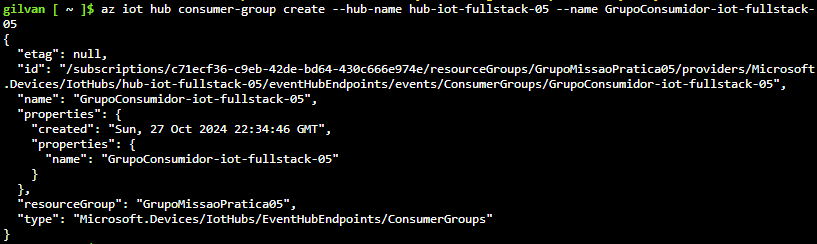 gilvan [ ~ ]$ az iot hub consumer-group create --hub-name hub-iot-fullstack-05 --name GrupoConsumidor-iot-fullstack-
05
{
  "etag": null,
  "id": "/subscriptions/c71ecf36-c9eb-42de-bd64-430c666e974e/resourceGroups/GrupoMissaoPratica05/providers/Microsoft
.Devices/IotHubs/hub-iot-fullstack-05/eventHubEndpoints/events/ConsumerGroups/GrupoConsumidor-iot-fullstack-05",
  "name": "GrupoConsumidor-iot-fullstack-05",
  "properties": {
    "created": "Sun, 27 Oct 2024 22:34:46 GMT",
    "properties": {
      "name": "GrupoConsumidor-iot-fullstack-05"
    }
  },
  "resourceGroup": "GrupoMissaoPratica05",
  "type": "Microsoft.Devices/IotHubs/EventHubEndpoints/ConsumerGroups"
}